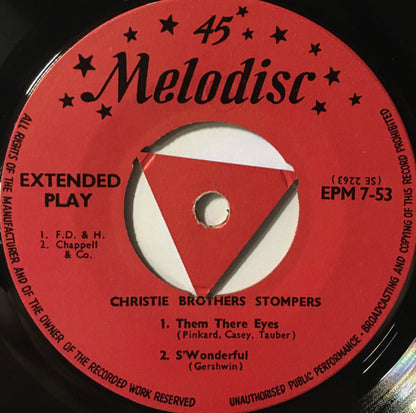 45
Melodisc
EXTENDED
PLAY
EPM 7-53
(SE 2263)
1. F.D. & H.
2. Chappell
& Co.
CHRISTIE BROTHERS STOMPERS
1. Them There Eyes
(Pinkard, Casey, Tauber)
2. S'Wonderful
(Gershwin)
ALL RIGHTS OF THE MANUFACTURER AND OF THE OWNER OF THE RECORDED WORK RESERVED
UNAUTHORISED PUBLIC PERFORMANCE • BROADCASTING AND COPYING OF THIS RECORD PROHIBITED